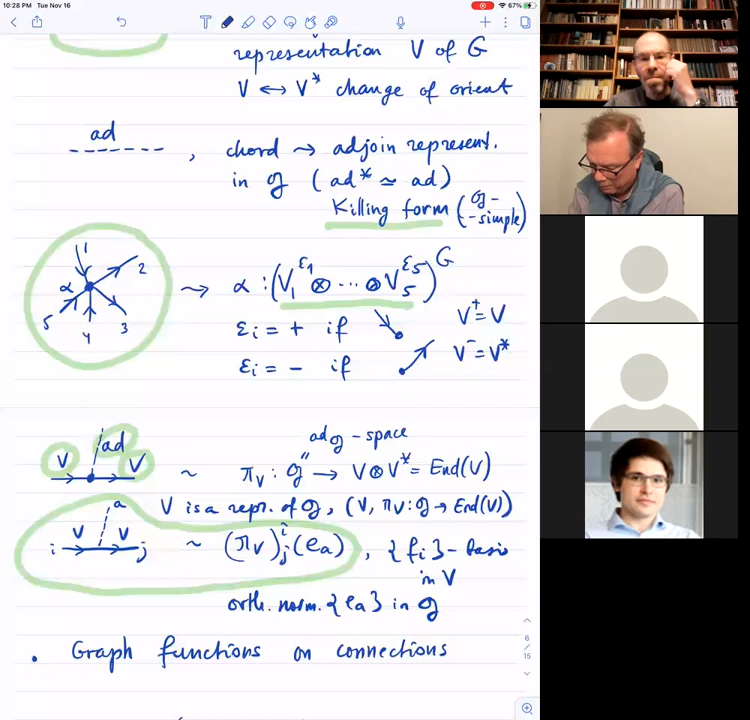 10:28 PM Tue Nov 16
67%
representation V of G
V ↔ V* change of orient
ad
, chord → adjoin represent.
in g (ad* ≃ ad)
Killing form (g - -simple)
1
α 2
5 4 3
⇝ α : (V₁^ε₁ ⊗ ··· ⊗ V₅^ε₅)^G
εi = + if V⁺ = V
εi = - if V⁻ = V*
ad g - space
V ad V ~ πV : g → V ⊗ V* = End(V)
V is a repr. of g, (V, πV : g → End(V))
i V a V j ~ (πV)^i_j (ea), {fi} - basis
in V
orth. norm. {ea} in g
. Graph functions on connections
6
15